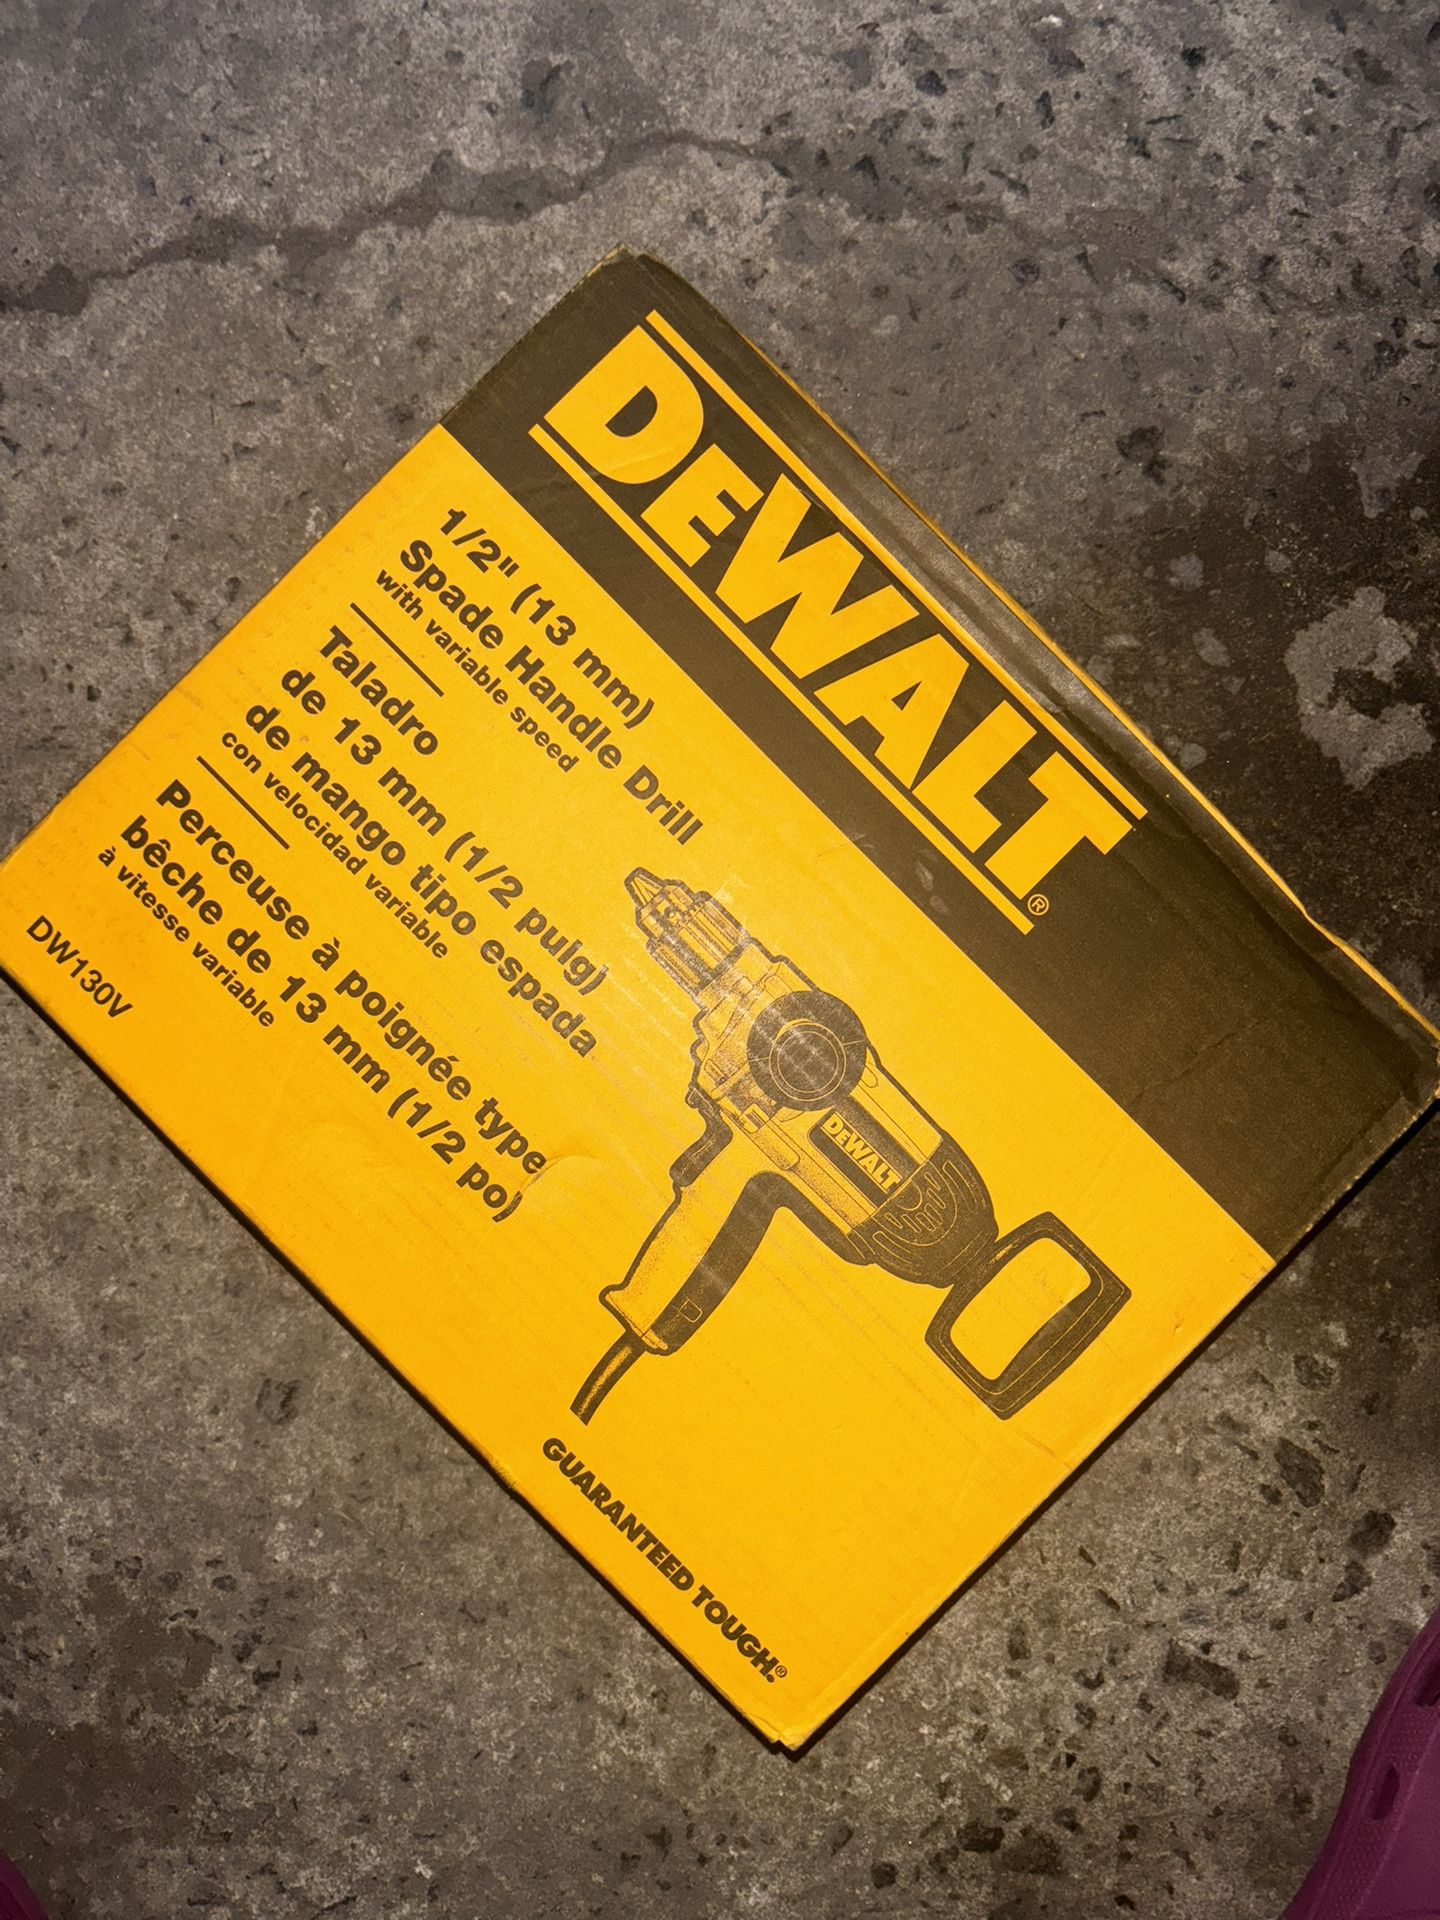 DEWALT®
1/2" (13 mm)
Spade Handle Drill
with variable speed
Taladro
de 13 mm (1/2 pulg)
de mango tipo espada
con velocidad variable
Perceuse à poignée type
bêche de 13 mm (1/2 po)
à vitesse variable
DW130V
DEWALT
GUARANTEED TOUGH.®